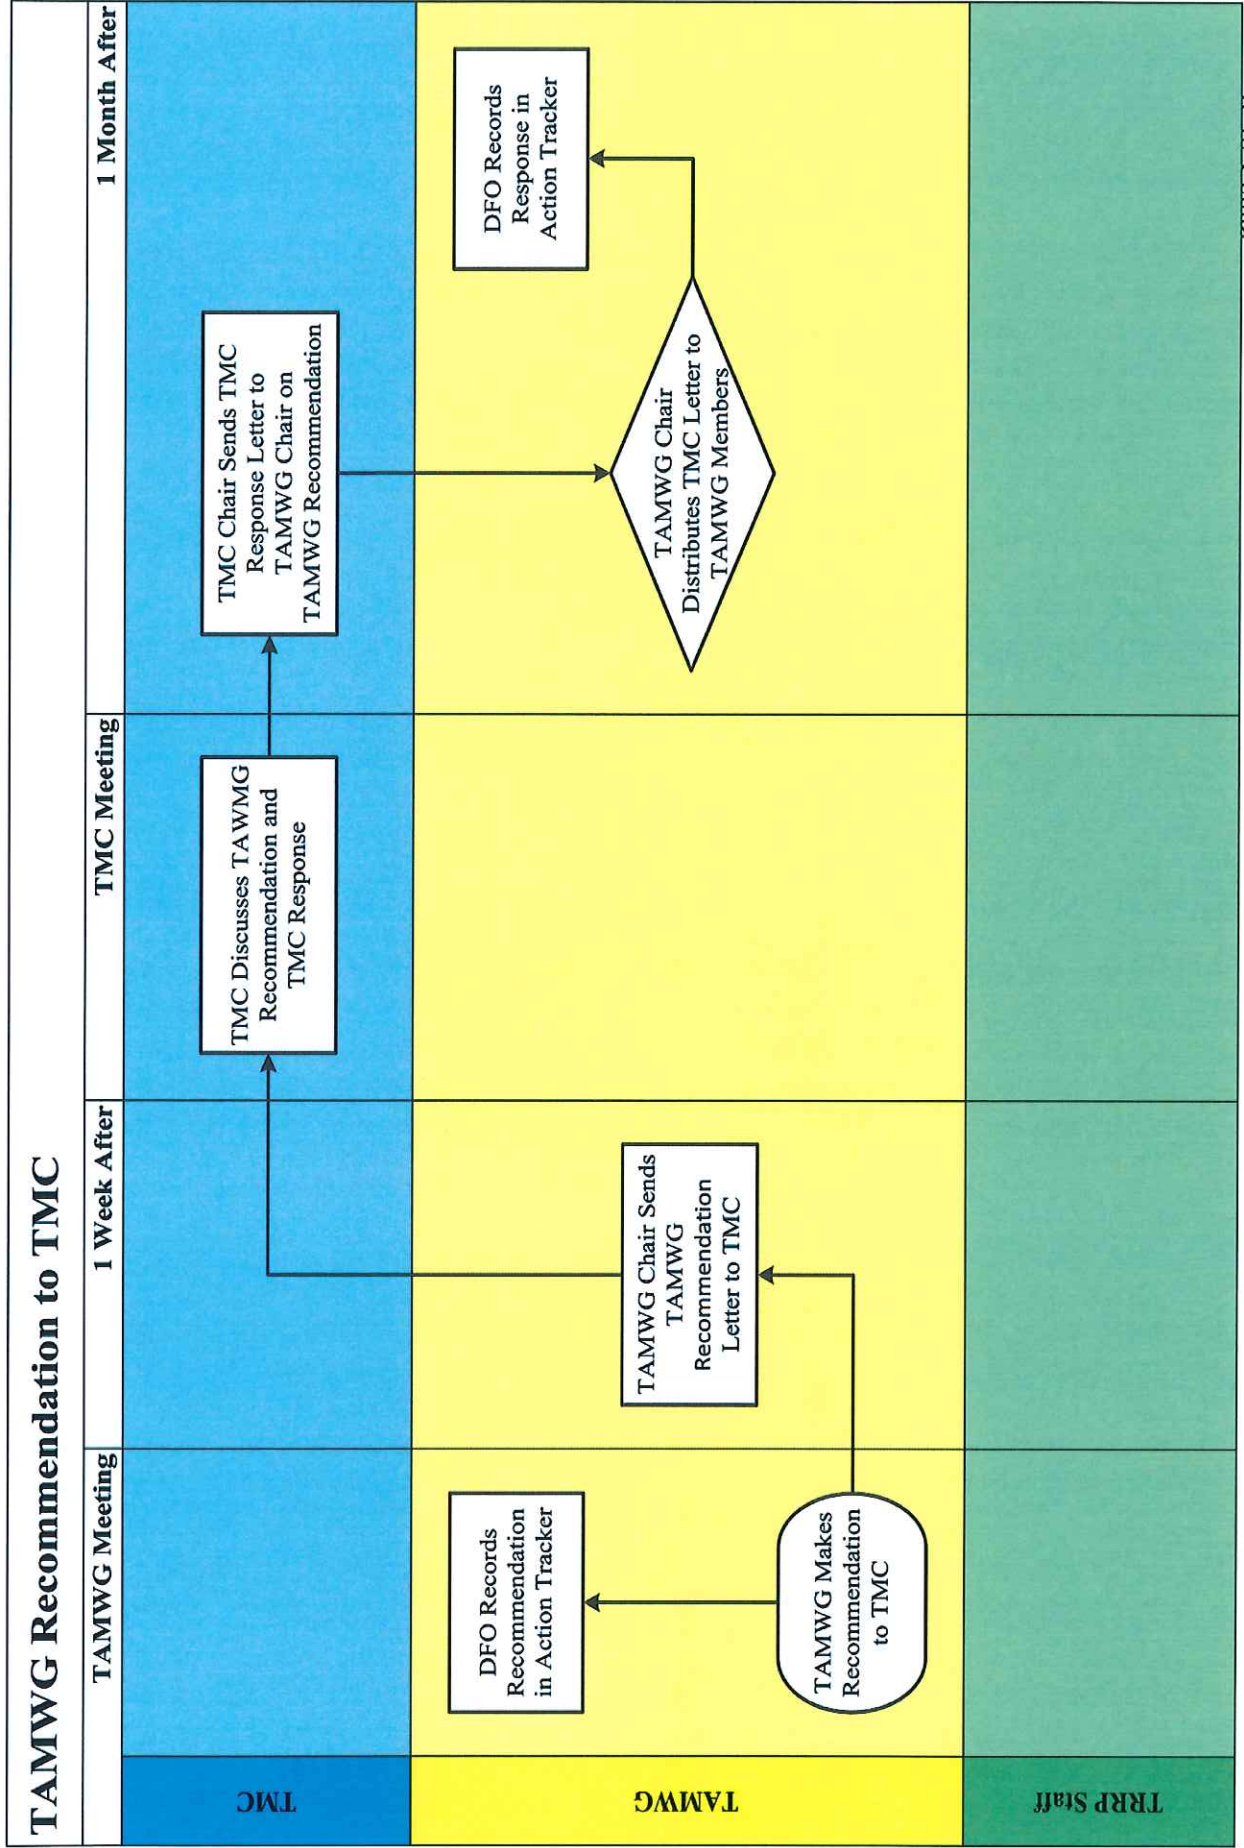 TAMWG Recommendation to TMC
TAMWG Meeting
1 Week After
TMC Meeting
1 Month After
TMC
TMC Discusses TAWMG
Recommendation and
TMC Response
TMC Chair Sends TMC
Response Letter to
TAMWG Chair on
TAMWG Recommendation
TAMWG
DFO Records
Recommendation
in Action Tracker
TAMWG Makes
Recommendation
to TMC
TAMWG Chair Sends
TAMWG
Recommendation
Letter to TMC
TAMWG Chair
Distributes TMC Letter to
TAMWG Members
DFO Records
Response in
Action Tracker
TRRP Staff